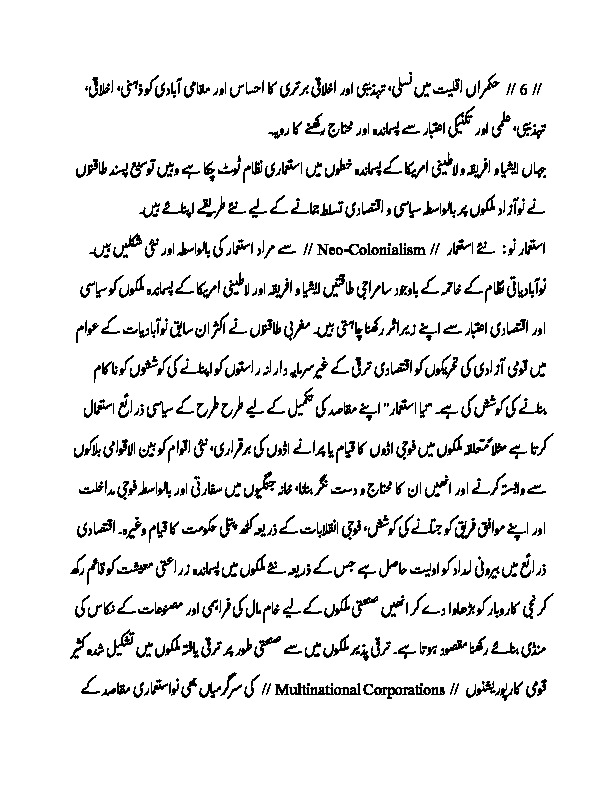 // 6 // حکمراں اقلیت میں نسلی، تہذیبی اور اخلاقی برتری کا احساس اور مقامی آبادی کو ذہنی، اخلاقی،
تہذیبی، علمی اور تکنیکی اعتبار سے پسماندہ اور محتاج رکھنے کا رویہ۔
جہاں ایشیا و افریقہ و لاطینی امریکا کے پسماندہ خطوں میں استعماری نظام ٹوٹ چکا ہے وہیں توسیع پسند طاقتوں
نے نوآزاد ملکوں پر بالواسطہ سیاسی و اقتصادی تسلط جمانے کے لیے نئے طریقے اپنائے ہیں۔
استعمار نو: نئے استعمار // Neo-Colonialism // سے مراد استعمار کی بالواسطہ اور نئی شکلیں ہیں۔
نوآبادیاتی نظام کے خاتمہ کے باوجود سامراجی طاقتیں ایشیا و افریقہ اور لاطینی امریکا کے پسماندہ ملکوں کو سیاسی
اور اقتصادی اعتبار سے اپنے زیر اثر رکھنا چاہتی ہیں۔ مغربی طاقتوں نے اکثر ان سابق نوآبادیات کے عوام
میں قومی آزادی کی تحریکوں کو اقتصادی ترقی کے غیر سرمایہ دارانہ راستوں کو اپنانے کی کوششوں کو ناکام
بنانے کی کوشش کی ہے۔ "نیا استعمار" اپنے مقاصد کی تکمیل کے لیے طرح طرح کے سیاسی ذرائع استعمال
کرتا ہے مثلاً متعلقہ ملکوں میں فوجی اڈوں کا قیام یا پرانے اڈوں کی برقراری، نئی اقوام کو بین الاقوامی بلاکوں
سے وابستہ کرنے اور انھیں ان کا محتاج و دست نگر بنانا، خانہ جنگیوں میں سفارتی اور بالواسطہ فوجی مداخلت
اور اپنے موافق فریق کو جتانے کی کوشش، فوجی انقلابات کے ذریعہ کٹھ پتلی حکومت کا قیام وغیرہ۔ اقتصادی
ذرائع میں بیرونی امداد کو اولیت حاصل ہے جس کے ذریعہ نئے ملکوں میں پسماندہ زراعتی معیشت کو قائم رکھ
کر نجی کاروبار کو بڑھاوا دے کر انھیں صنعتی ملکوں کے لیے خام مال کی فراہمی اور مصنوعات کے نکاس کی
منڈی بنائے رکھنا مقصود ہوتا ہے۔ ترقی پذیر ملکوں میں سے صنعتی طور پر ترقی یافتہ ملکوں میں تشکیل شدہ کثیر
قومی کارپوریشنوں // Multinational Corporations // کی سرگرمیاں بھی نواستعماری مقاصد کے